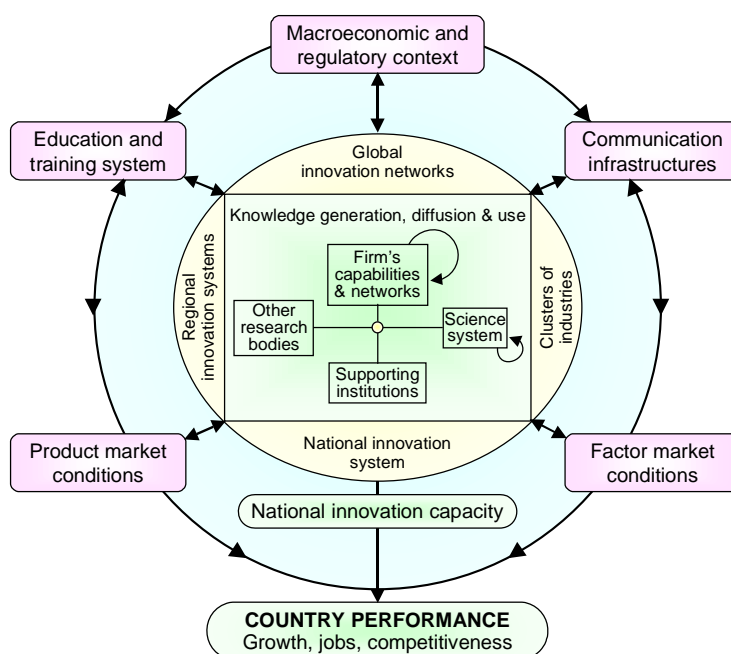 Macroeconomic and
regulatory context
Education and
training system
Communication
infrastructures
Global
innovation networks
Knowledge generation, diffusion & use
Regional
innovation systems
Firm's
capabilities
& networks
Clusters of
industries
Other
research
bodies
Science
system
Supporting
institutions
Product market
conditions
National innovation
system
Factor market
conditions
National innovation capacity
COUNTRY PERFORMANCE
Growth, jobs, competitiveness